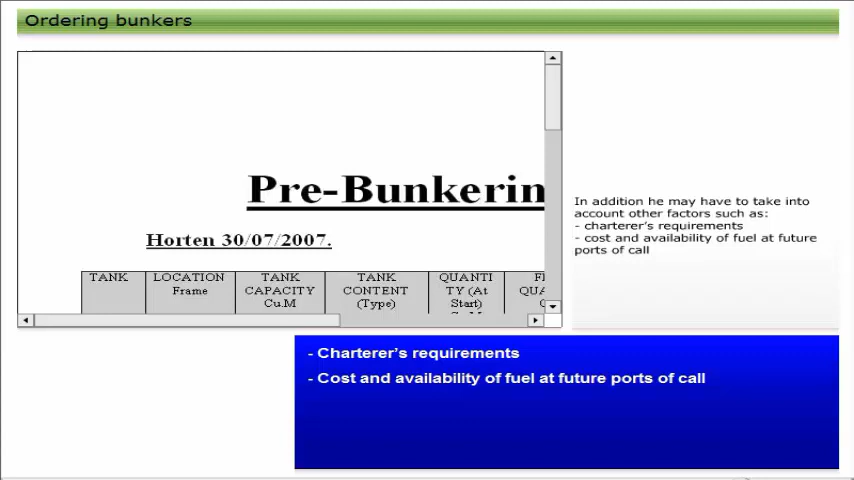 Ordering bunkers
Pre-Bunkerin
Horten 30/07/2007.
TANK LOCATION TANK TANK QUANTI
Frame CAPACITY CONTENT TY (At QUA
Cu.M (Type) Start)
In addition he may have to take into
account other factors such as:
- charterer's requirements
- cost and availability of fuel at future
ports of call
- Charterer's requirements
- Cost and availability of fuel at future ports of call